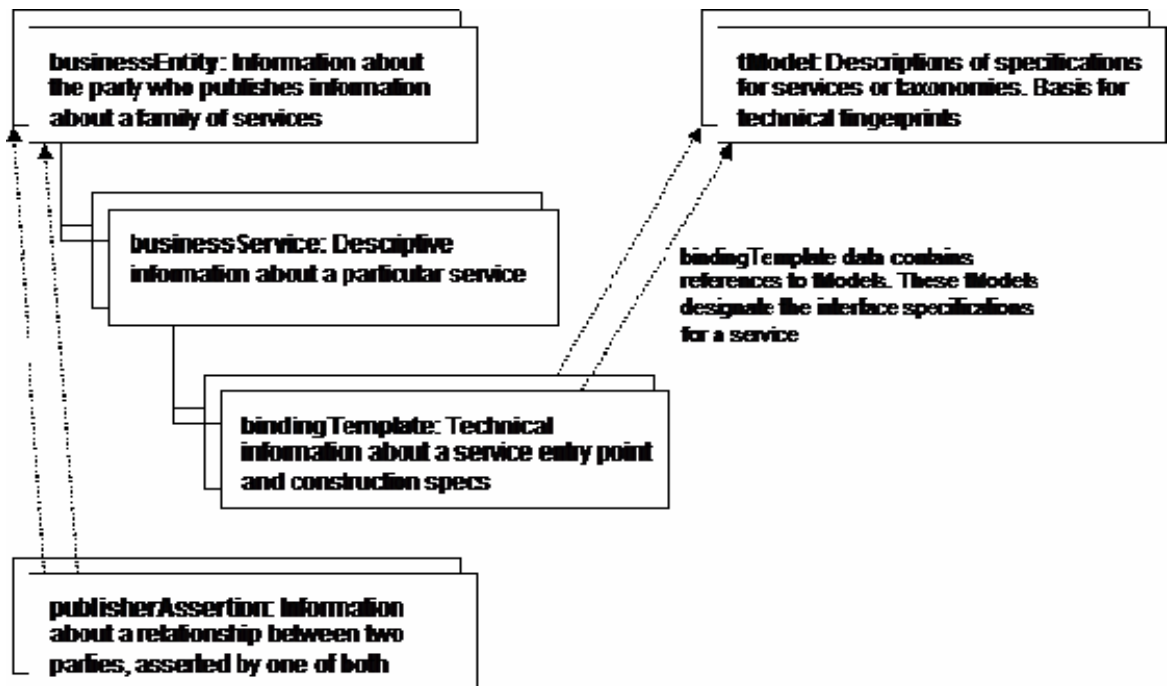 businessEntity: Information about
the party who publishes information
about a family of services
tModel: Descriptions of specifications
for services or taxonomies. Basis for
technical fingerprints
businessService: Descriptive
information about a particular service
bindingTemplate data contains
references to tModels. These tModels
designate the interface specifications
for a service
bindingTemplate: Technical
information about a service entry point
and construction specs
publisherAssertion: Information
about a relationship between two
parties, asserted by one of both